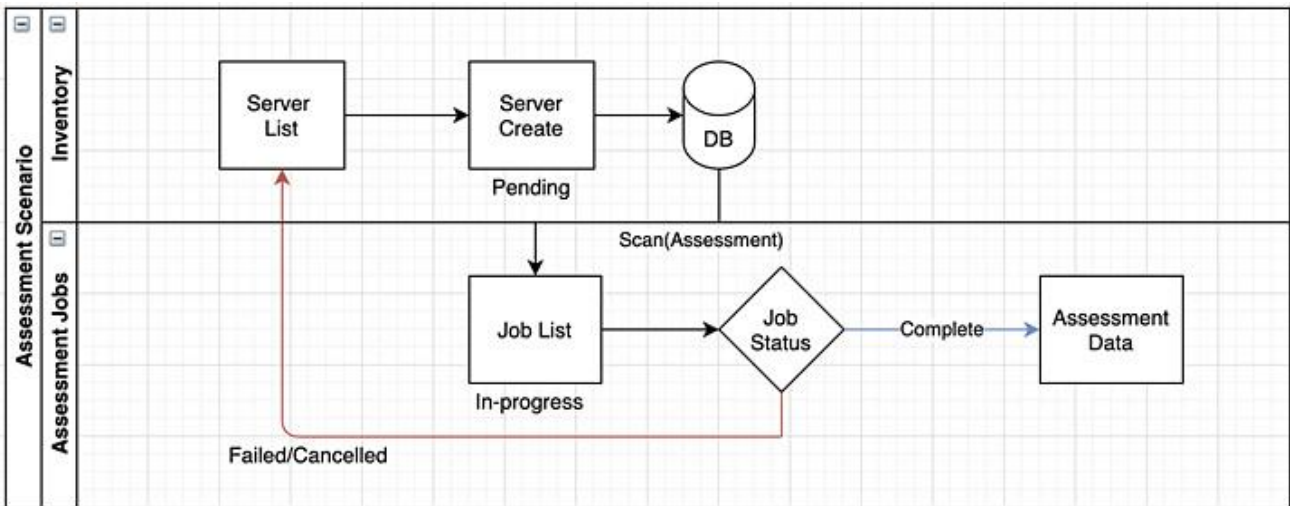 Assessment Scenario
Inventory
Server
List
Server
Create
DB
Pending
Assessment Jobs
Scan(Assessment)
Job List
Job
Status
Complete
Assessment
Data
In-progress
Failed/Cancelled